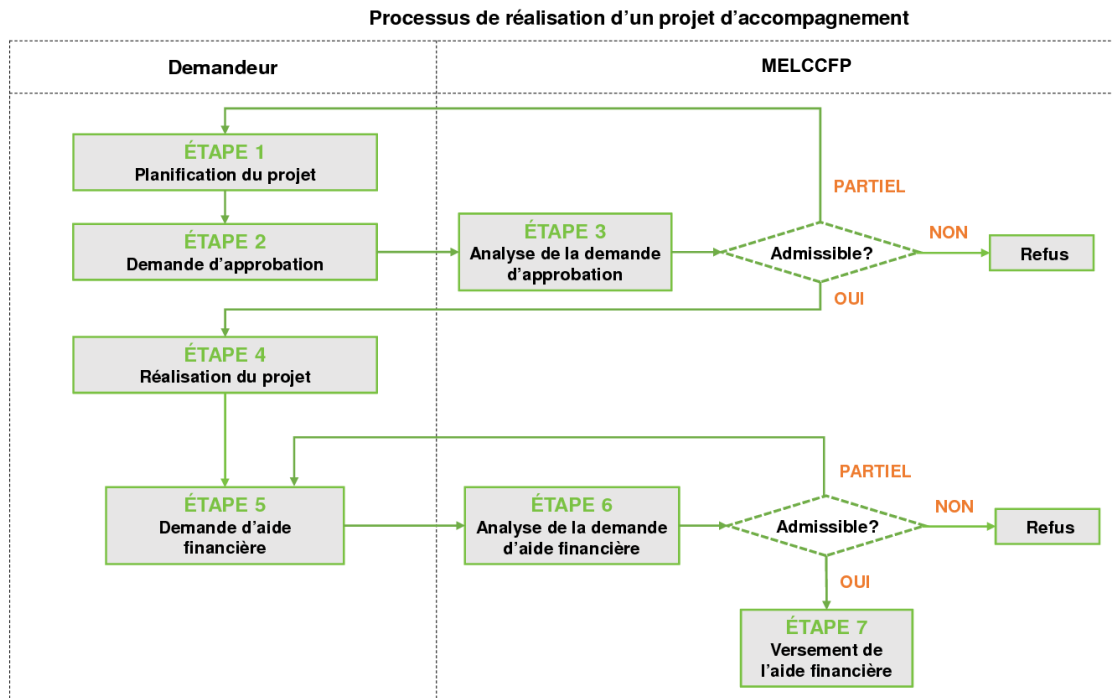 Processus de réalisation d’un projet d’accompagnement
Demandeur
MELCCFP
ÉTAPE 1
Planification du projet
PARTIEL
ÉTAPE 2
Demande d’approbation
ÉTAPE 3
Analyse de la demande
d’approbation
Admissible?
NON
Refus
OUI
ÉTAPE 4
Réalisation du projet
PARTIEL
ÉTAPE 5
Demande d’aide
financière
ÉTAPE 6
Analyse de la demande
d’aide financière
Admissible?
NON
Refus
OUI
ÉTAPE 7
Versement de
l’aide financière